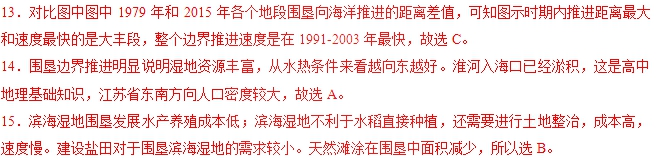 13．对比图中图中 1979 年和 2015 年各个地段围垦向海洋推进的距离差值，可知图示时期内推进距离最大
和速度最快的是大丰段，整个边界推进速度是在 1991-2003 年最快，故选 C。
14．围垦边界推进明显说明湿地资源丰富，从水热条件来看越向东越好。淮河入海口已经淤积，这是高中
地理基础知识，江苏省东南方向人口密度较大，故选 A。
15．滨海湿地围垦发展水产养殖成本低；滨海湿地不利于水稻直接种植，还需要进行土地整治，成本高，
速度慢。建设盐田对于围垦滨海湿地的需求较小。天然滩涂在围垦中面积减少，所以选 B。